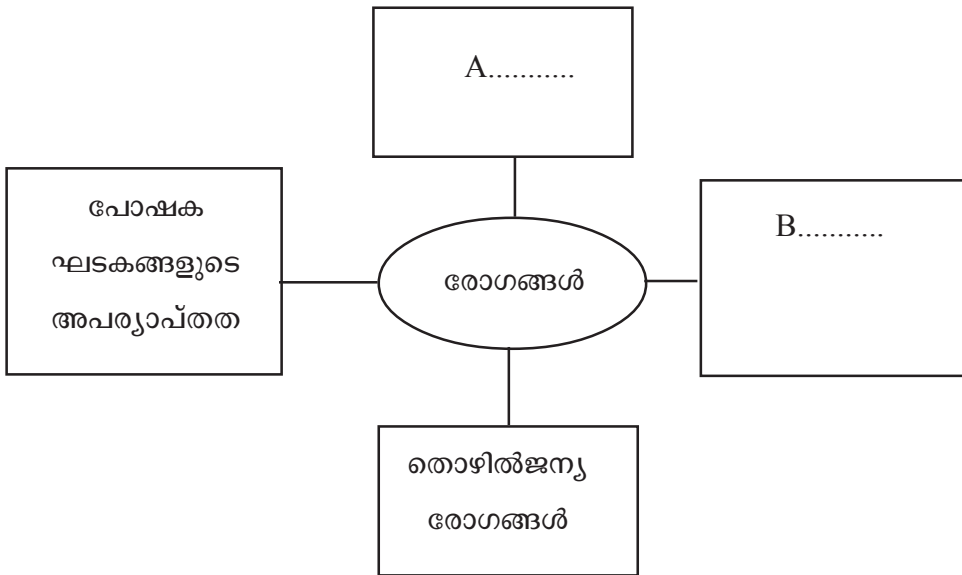 A...........
പോഷക
ഘടകങ്ങളുടെ
അപര്യാപ്തത
രോഗങ്ങൾ
B...........
തൊഴിൽജന്യ
രോഗങ്ങൾ